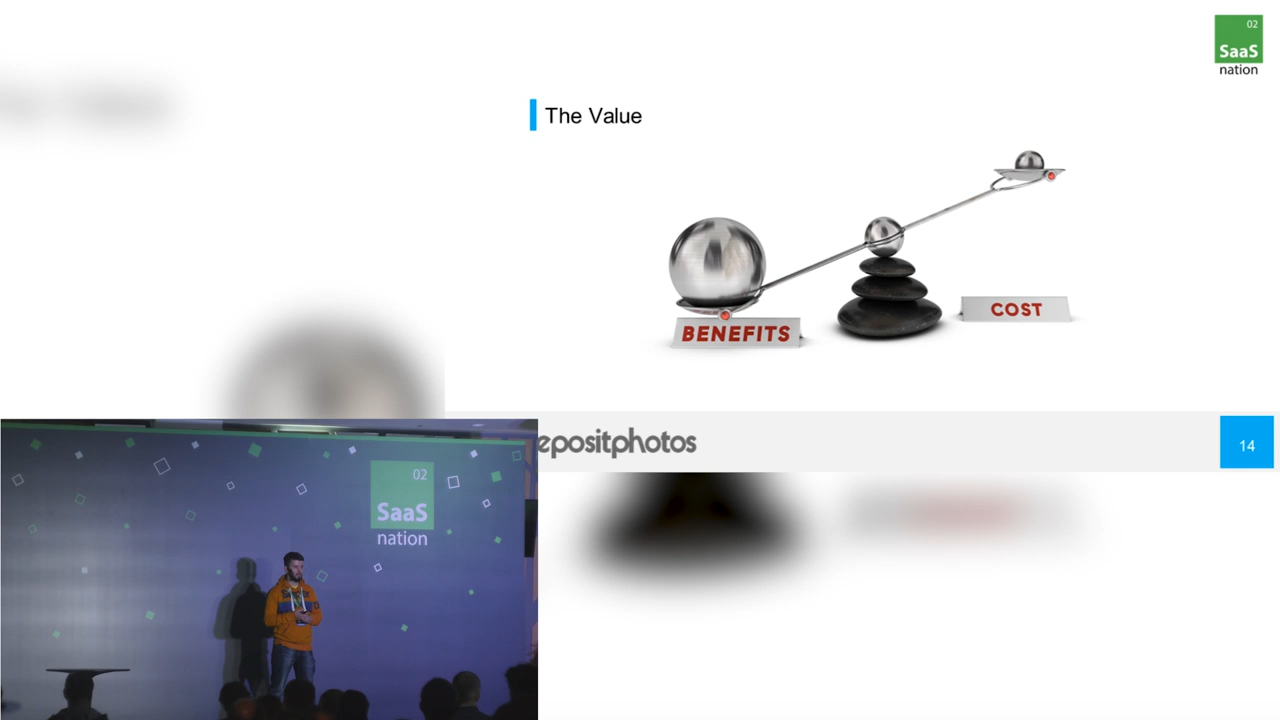 02
SaaS
nation
The Value
BENEFITS
COST
epositphotos
14
02
SaaS
nation